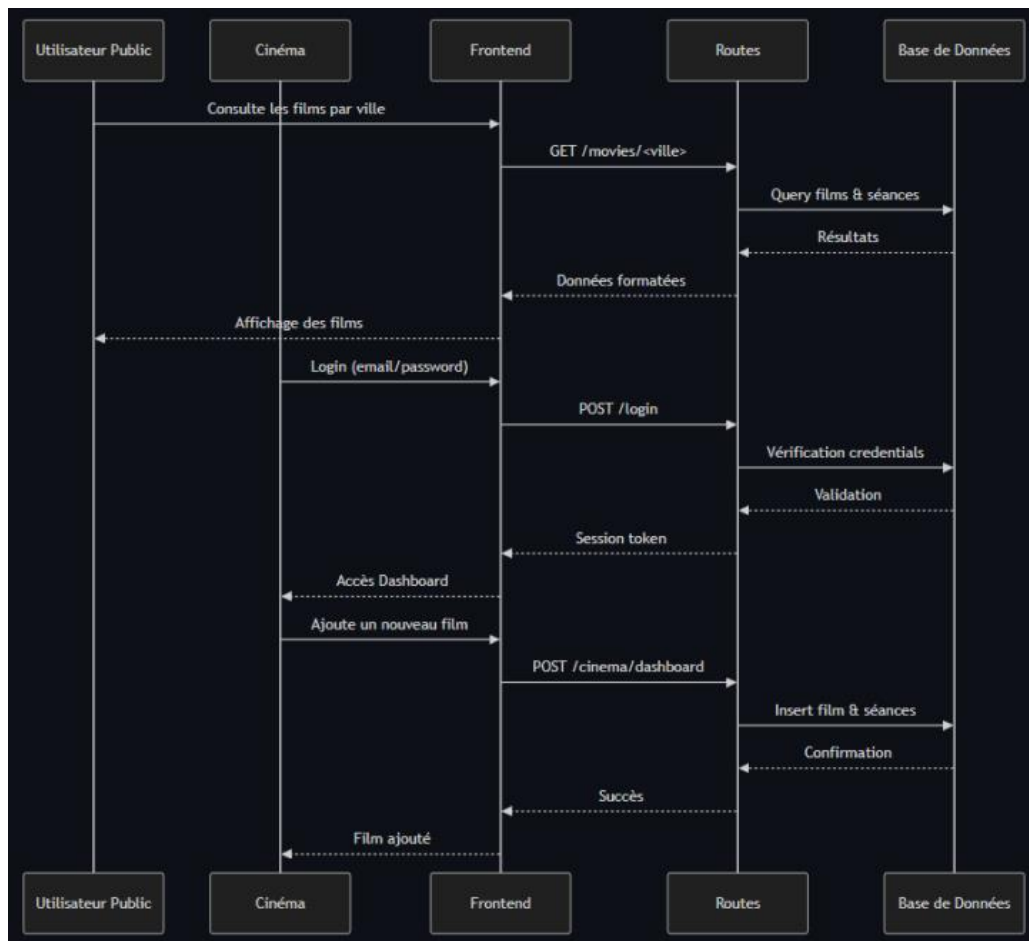 Utilisateur Public
Cinéma
Frontend
Routes
Base de Données
Consulte les films par ville
GET /movies/<ville>
Query films & séances
Résultats
Données formatées
Affichage des films
Login (email/password)
POST /login
Vérification credentials
Validation
Session token
Accès Dashboard
Ajoute un nouveau film
POST /cinema/dashboard
Insert film & séances
Confirmation
Succès
Film ajouté
Utilisateur Public
Cinéma
Frontend
Routes
Base de Données